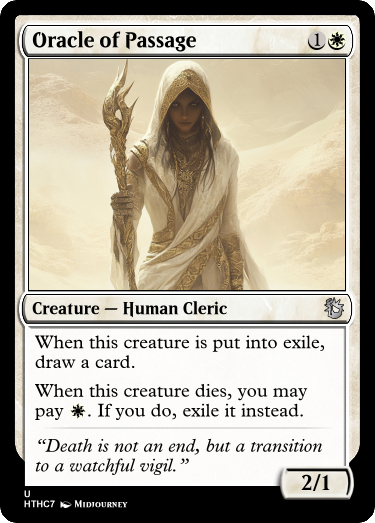 Oracle of Passage 1
Creature — Human Cleric
When this creature is put into exile,
draw a card.
When this creature dies, you may
pay . If you do, exile it instead.
“Death is not an end, but a transition
to a watchful vigil.”
2/1
U
HTHC7 MIDJOURNEY